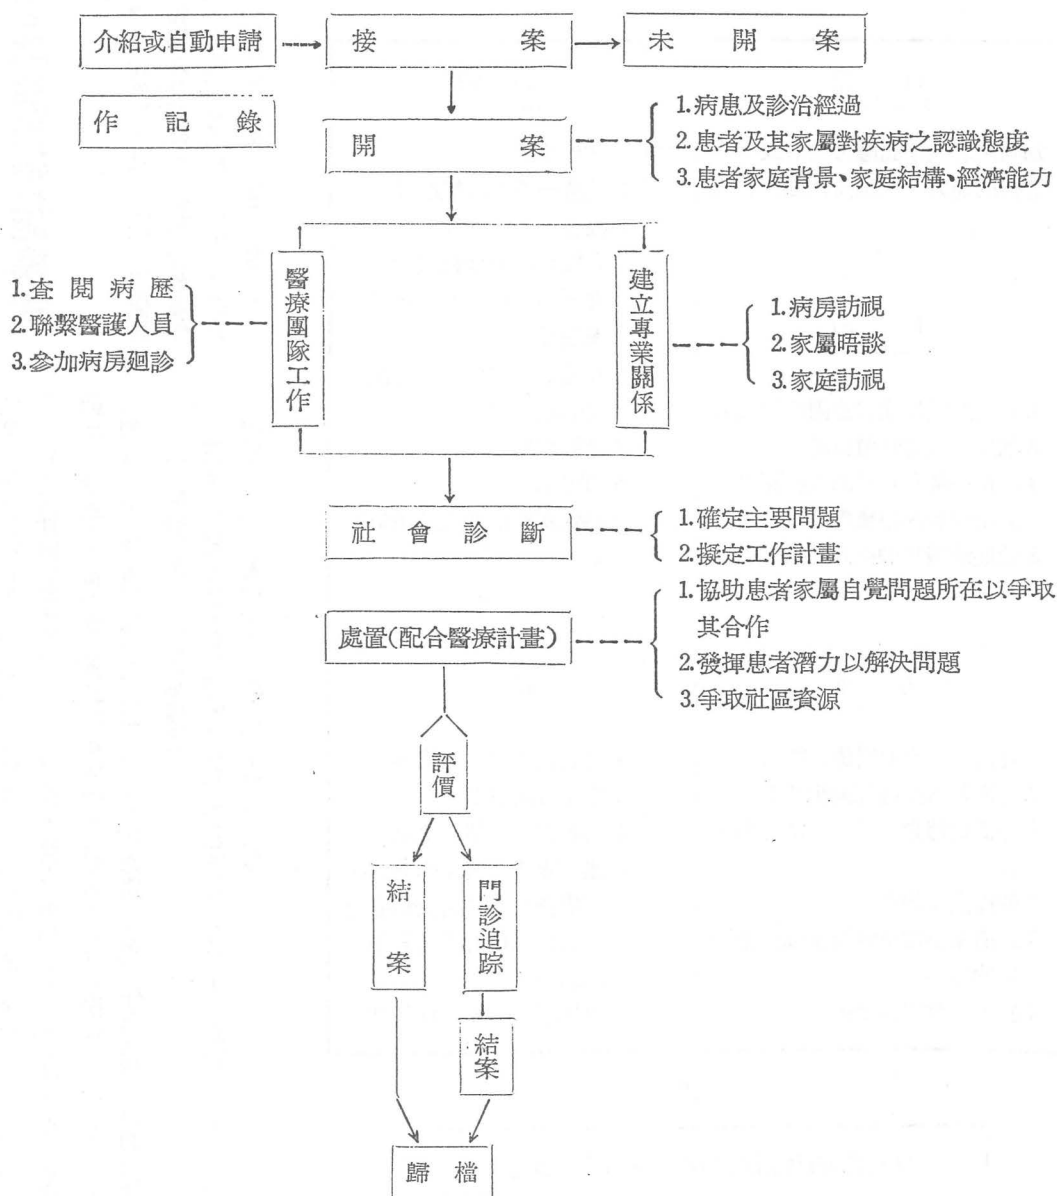 介紹或自動申請
接案
未開案
作記錄
開案
1.病患及診治經過
2.患者及其家屬對疾病之認識態度
3.患者家庭背景、家庭結構、經濟能力
1.查閱病歷
2.聯繫醫護人員
3.參加病房廻診
醫療團隊工作
建立專業關係
1.病房訪視
2.家屬晤談
3.家庭訪視
社會診斷
1.確定主要問題
2.擬定工作計畫
處置(配合醫療計畫)
1.協助患者家屬自覺問題所在以爭取
其合作
2.發揮患者潛力以解決問題
3.爭取社區資源
評價
結案
門診追踪
結案
歸檔